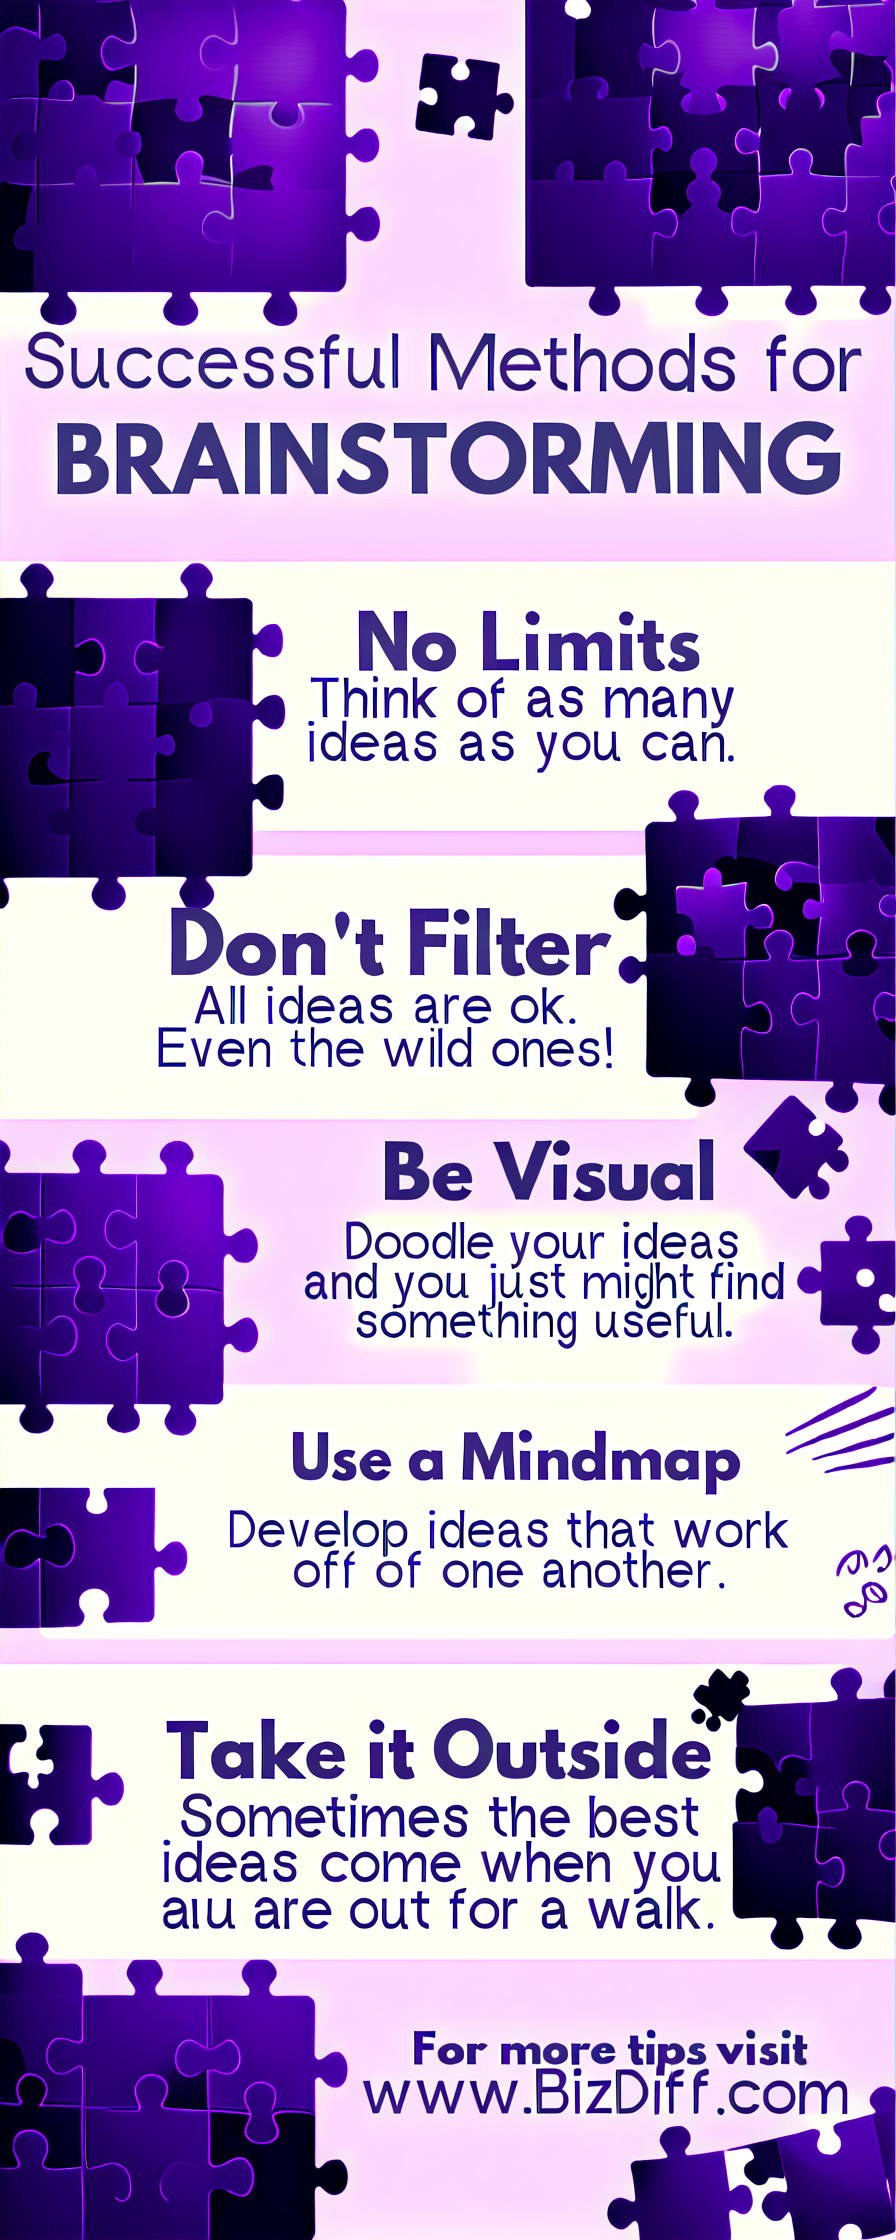 Successful Methods for
BRAINSTORMING
No Limits
Think of as many
ideas as you can.
Don't Filter
All ideas are ok.
Even the wild ones!
Be Visual
Doodle your ideas
and you just might find
something useful.
Use a Mindmap
Develop ideas that work
off of one another.
Take it Outside
Sometimes the best
ideas come when you
are out for a walk.
For more tips visit
www.BizDiff.com